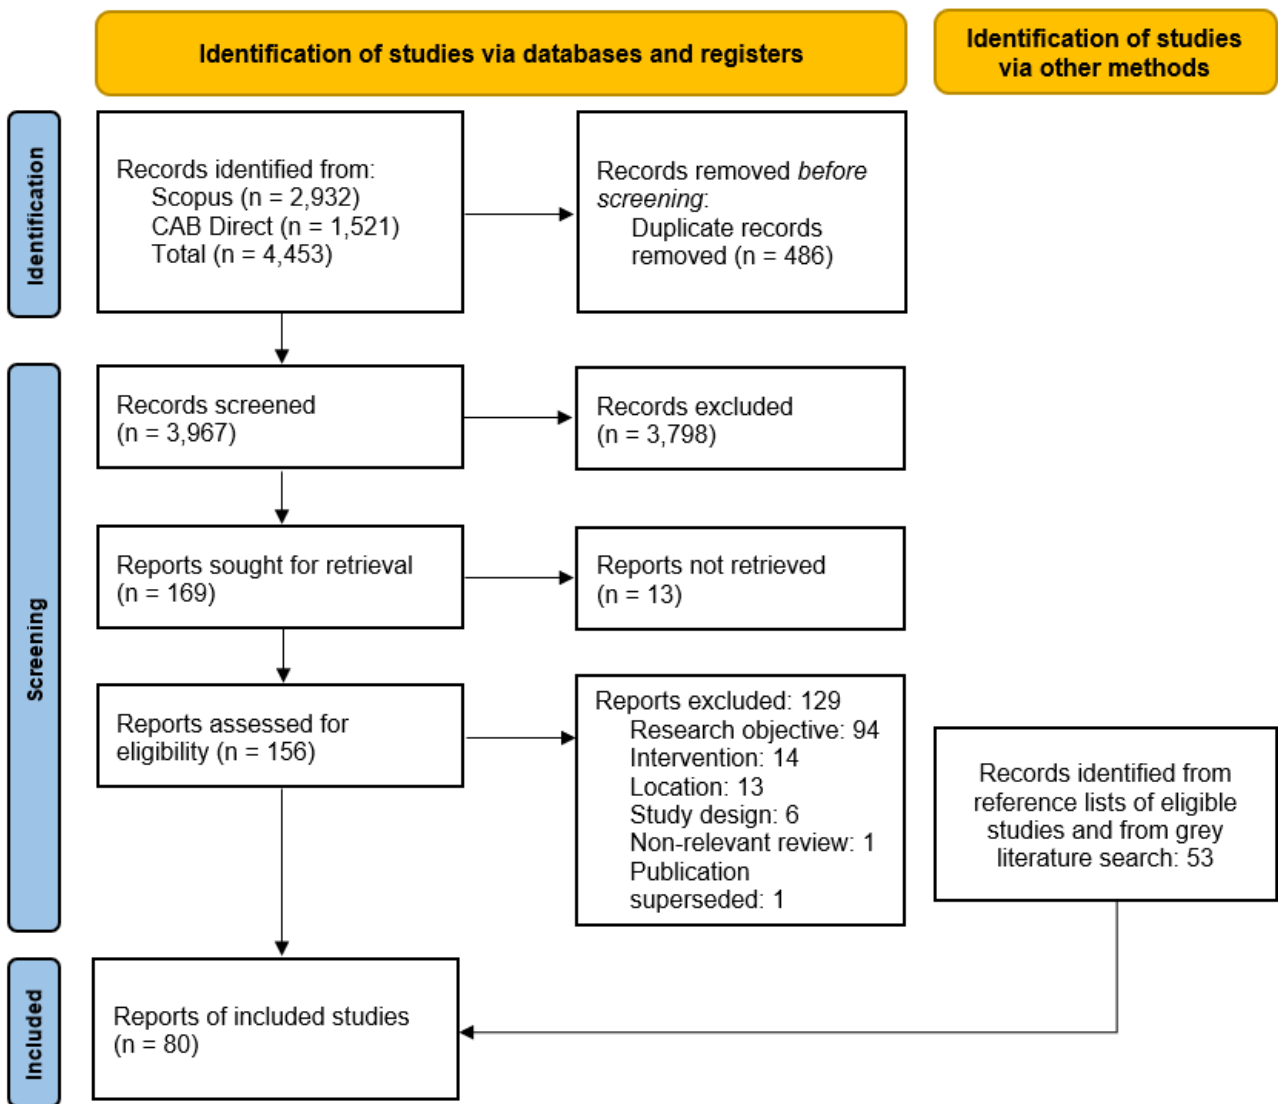 Identification of studies via databases and registers
Identification of studies
via other methods
Identification
Records identified from:
Scopus (n = 2,932)
CAB Direct (n = 1,521)
Total (n = 4,453)
Records removed before
screening:
Duplicate records
removed (n = 486)
Screening
Records screened
(n = 3,967)
Records excluded
(n = 3,798)
Reports sought for retrieval
(n = 169)
Reports not retrieved
(n = 13)
Reports assessed for
eligibility (n = 156)
Reports excluded: 129
Research objective: 94
Intervention: 14
Location: 13
Study design: 6
Non-relevant review: 1
Publication
superseded: 1
Records identified from
reference lists of eligible
studies and from grey
literature search: 53
Included
Reports of included studies
(n = 80)